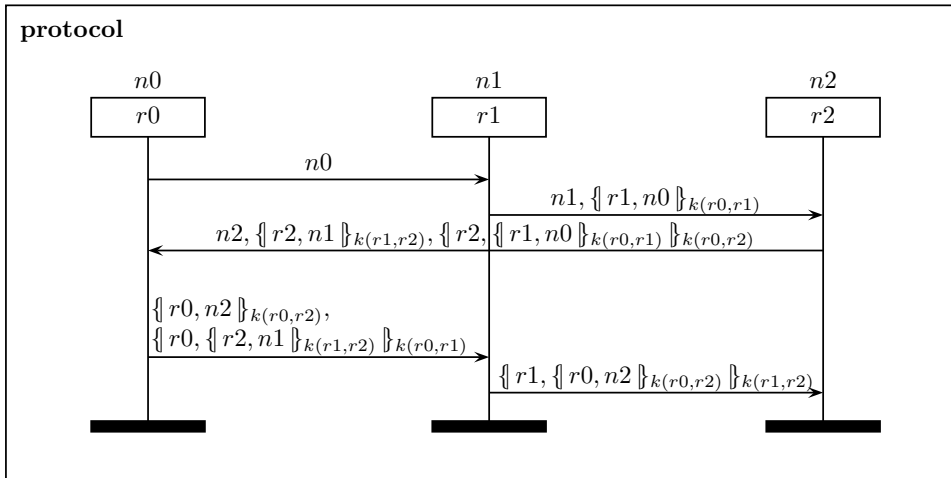 protocol
n0 n1 n2
r0 r1 r2
n0
n1, {| r1, n0 |}k(r0,r1)
n2, {| r2, n1 |}k(r1,r2), {| r2, {| r1, n0 |}k(r0,r1) |}k(r0,r2)
{| r0, n2 |}k(r0,r2),
{| r0, {| r2, n1 |}k(r1,r2) |}k(r0,r1)
{| r1, {| r0, n2 |}k(r0,r2) |}k(r1,r2)